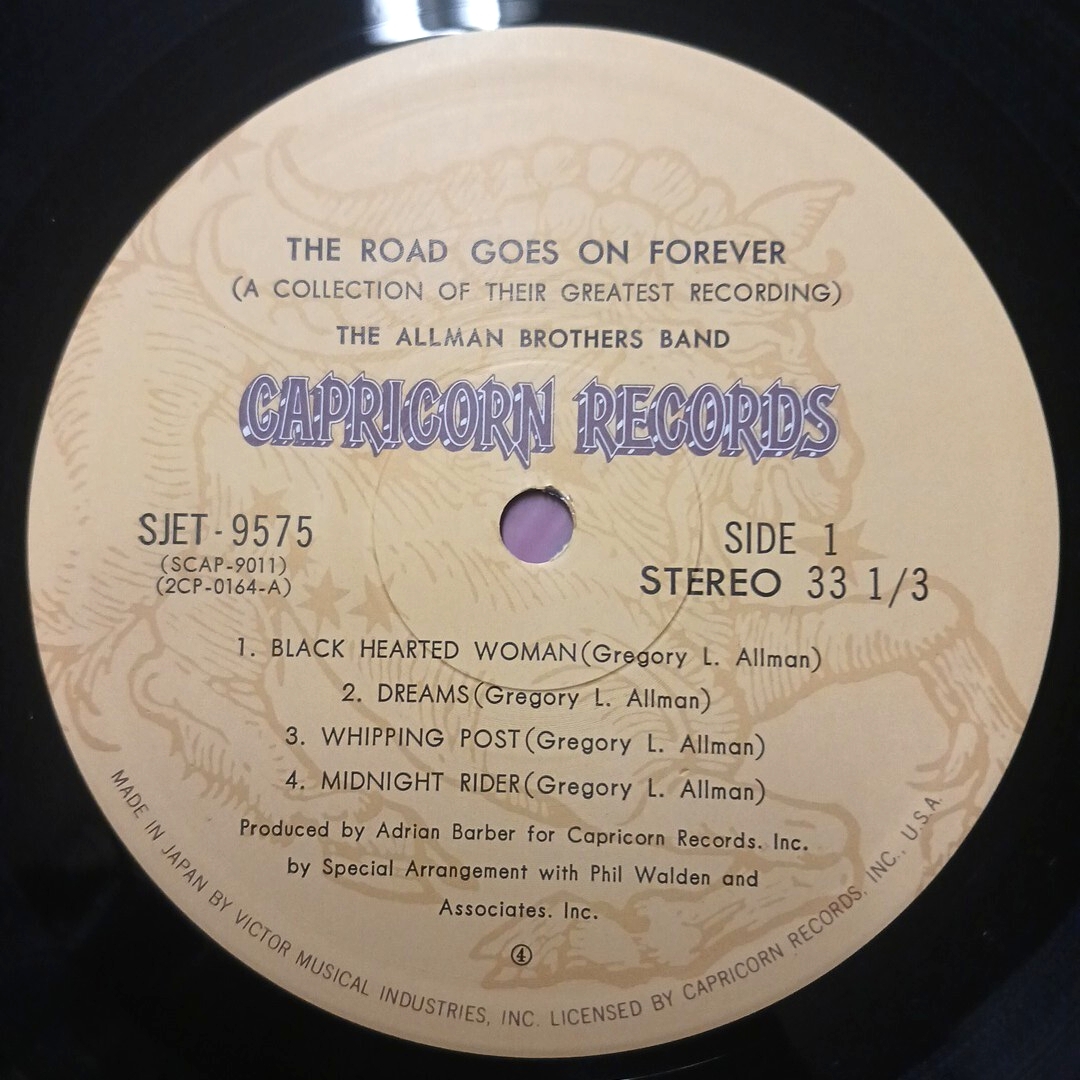 THE ROAD GOES ON FOREVER
(A COLLECTION OF THEIR GREATEST RECORDING)
THE ALLMAN BROTHERS BAND
CAPRICORN RECORDS
SJET-9575
(SCAP-9011)
(2CP-0164-A)
SIDE 1
STEREO 33 1/3
1. BLACK HEARTED WOMAN(Gregory L. Allman)
2. DREAMS(Gregory L. Allman)
3. WHIPPING POST(Gregory L. Allman)
4. MIDNIGHT RIDER(Gregory L. Allman)
Produced by Adrian Barber for Capricorn Records. Inc.
by Special Arrangement with Phil Walden and
Associates. Inc.
④
MADE IN JAPAN BY VICTOR MUSICAL INDUSTRIES, INC. LICENSED BY CAPRICORN RECORDS, INC., U.S.A.